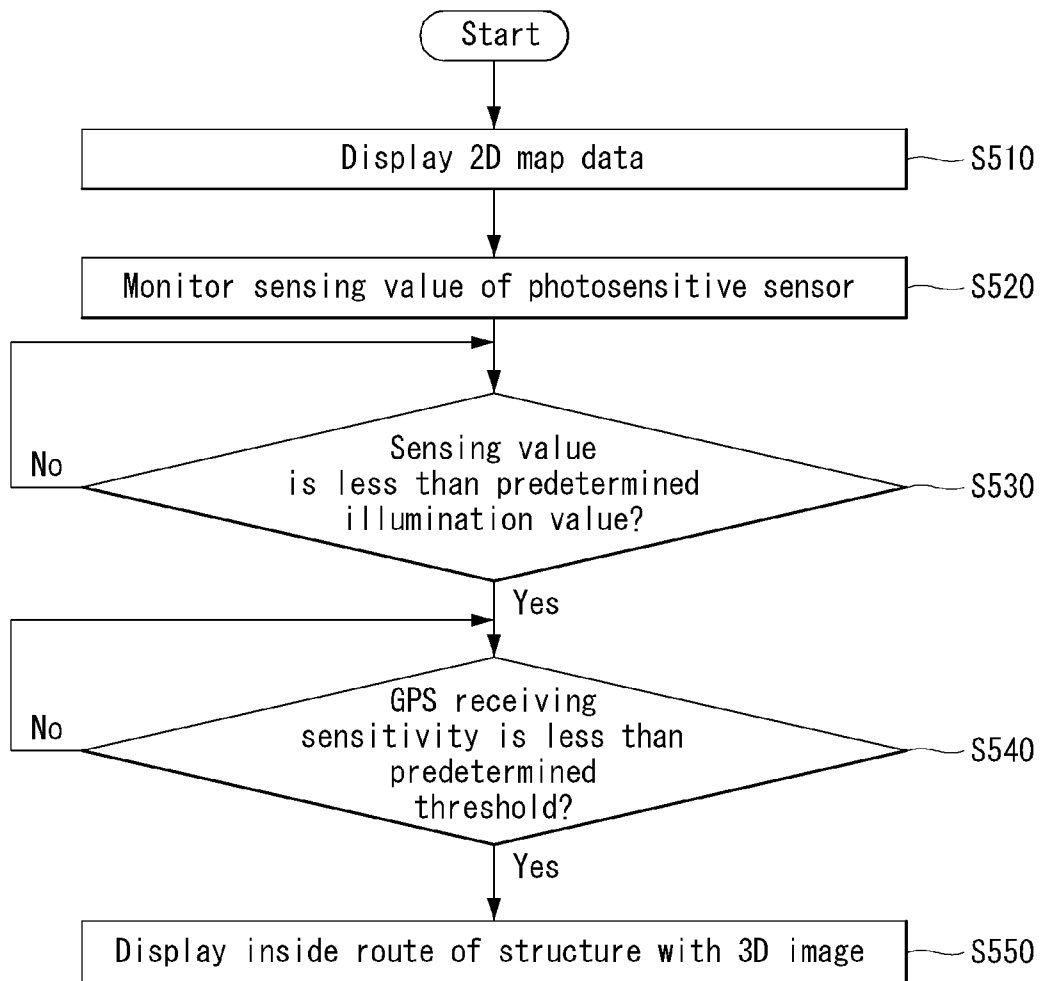 Start
Display 2D map data
S510
Monitor sensing value of photosensitive sensor
S520
Sensing value
is less than predetermined
illumination value?
No
S530
Yes
GPS receiving
sensitivity is less than
predetermined
threshold?
No
S540
Yes
Display inside route of structure with 3D image
S550